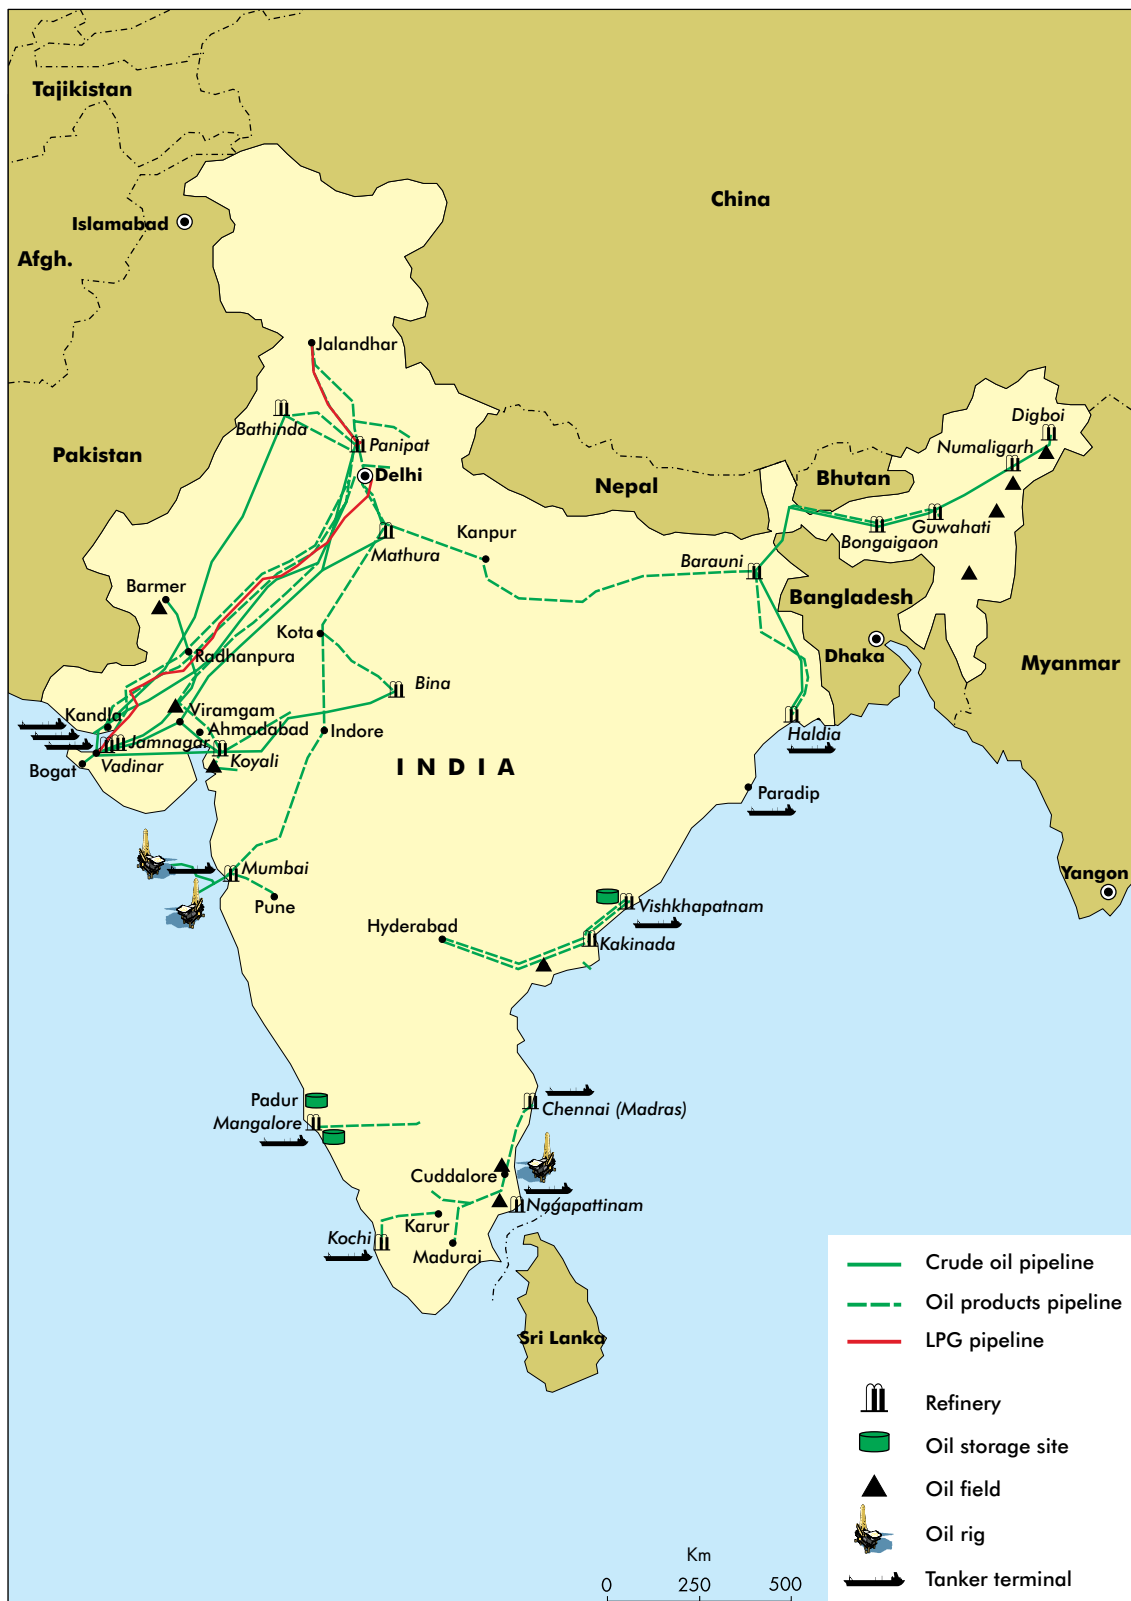 Tajikistan
China
Islamabad
Afgh.
Jalandhar
Bathinda
Panipat
Digboi
Numaligarh
Pakistan
Delhi
Nepal
Bhutan
Guwahati
Bongaigaon
Kanpur
Mathura
Barauni
Barmer
Bangladesh
Kota
Radhanpura
Dhaka
Myanmar
Bina
Viramgam
Kandla
Ahmadabad
Indore
Jamnagar
Haldia
Koyali
Vadinar
Bogat
INDIA
Paradip
Mumbai
Yangon
Pune
Vishkhapatnam
Hyderabad
Kakinada
Padur
Chennai (Madras)
Mangalore
Cuddalore
Nagapattinam
Karur
Kochi
Madurai
Sri Lanka
Crude oil pipeline
Oil products pipeline
LPG pipeline
Refinery
Oil storage site
Oil field
Oil rig
Tanker terminal
Km
0 250 500